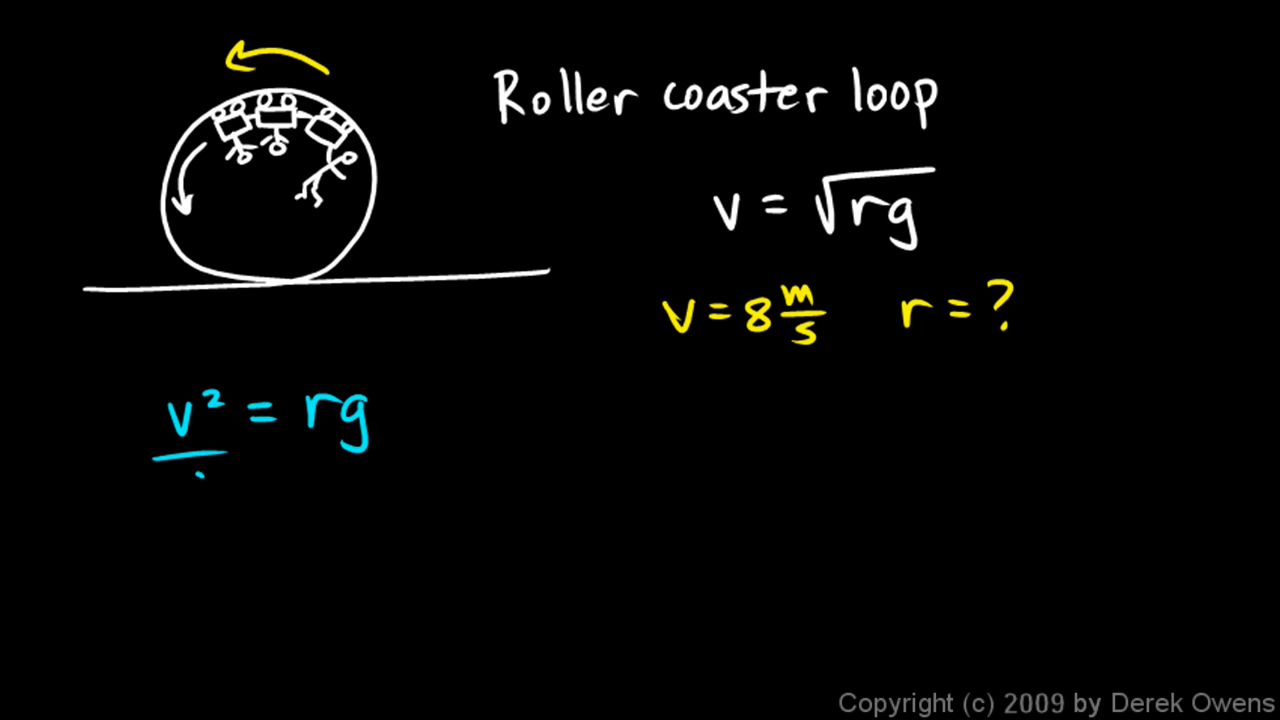 Roller coaster loop
v = √rg
v = 8 m/s r = ?
v² = rg
Copyright (c) 2009 by Derek Owens